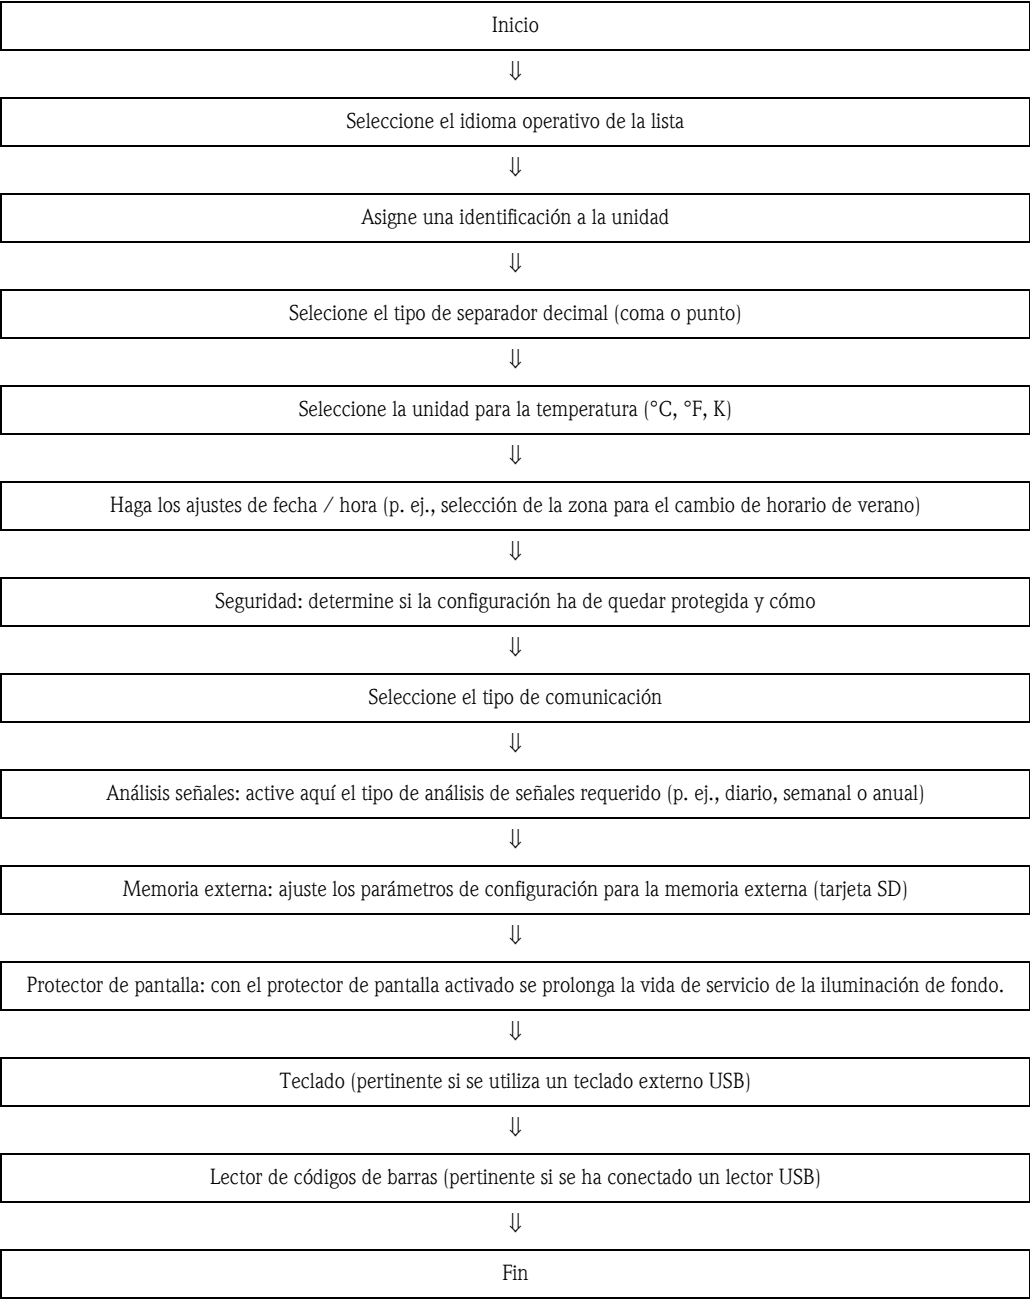 Inicio
⇓
Seleccione el idioma operativo de la lista
⇓
Asigne una identificación a la unidad
⇓
Selecione el tipo de separador decimal (coma o punto)
⇓
Seleccione la unidad para la temperatura (°C, °F, K)
⇓
Haga los ajustes de fecha / hora (p. ej., selección de la zona para el cambio de horario de verano)
⇓
Seguridad: determine si la configuración ha de quedar protegida y cómo
⇓
Seleccione el tipo de comunicación
⇓
Análisis señales: active aquí el tipo de análisis de señales requerido (p. ej., diario, semanal o anual)
⇓
Memoria externa: ajuste los parámetros de configuración para la memoria externa (tarjeta SD)
⇓
Protector de pantalla: con el protector de pantalla activado se prolonga la vida de servicio de la iluminación de fondo.
⇓
Teclado (pertinente si se utiliza un teclado externo USB)
⇓
Lector de códigos de barras (pertinente si se ha conectado un lector USB)
⇓
Fin